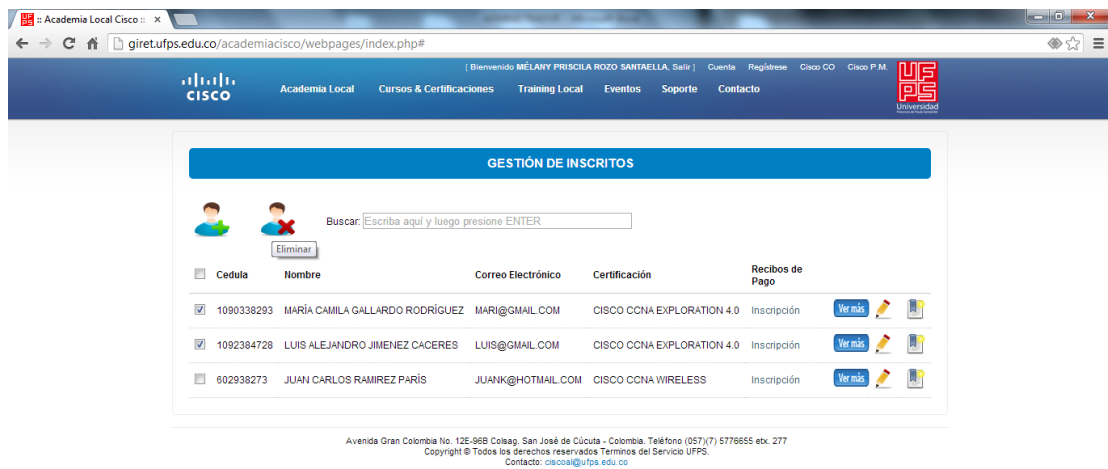 :: Academia Local Cisco ::
giret.ufps.edu.co/academiacisco/webpages/index.php#
[ Bienvenido MÉLANY PRISCILA ROZO SANTAELLA, Salir ] Cuenta Regístrese Cisco CO Cisco P.M.
CISCO
Academia Local Cursos & Certificaciones Training Local Eventos Soporte Contacto
UFPS
Universidad
GESTIÓN DE INSCRITOS
Buscar: Escriba aquí y luego presione ENTER
Eliminar
Cedula Nombre Correo Electrónico Certificación Recibos de Pago
1090338293 MARÍA CAMILA GALLARDO RODRÍGUEZ MARI@GMAIL.COM CISCO CCNA EXPLORATION 4.0 Inscripción Ver más
1092384728 LUIS ALEJANDRO JIMENEZ CACERES LUIS@GMAIL.COM CISCO CCNA EXPLORATION 4.0 Inscripción Ver más
602938273 JUAN CARLOS RAMIREZ PARÍS JUANK@HOTMAIL.COM CISCO CCNA WIRELESS Inscripción Ver más
Avenida Gran Colombia No. 12E-96B Colsag. San José de Cúcuta - Colombia. Teléfono (057)(7) 5776655 etx. 277
Copyright © Todos los derechos reservados Terminos del Servicio UFPS.
Contacto: ciscoal@ufps.edu.co